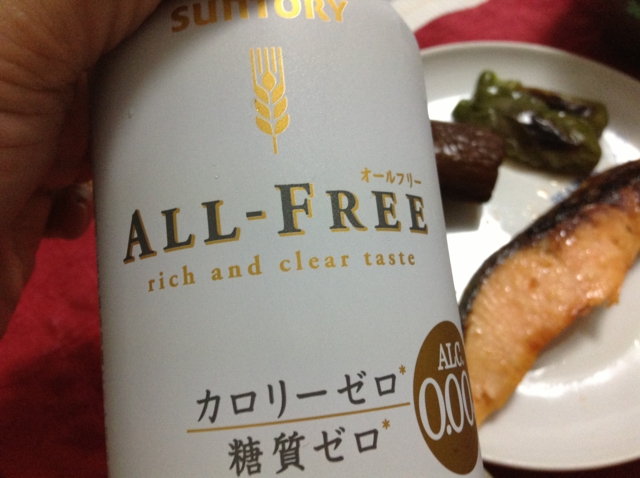 SUNTORY
オールフリー
ALL-FREE
rich and clear taste
カロリーゼロ*
糖質ゼロ*
ALC
0.00